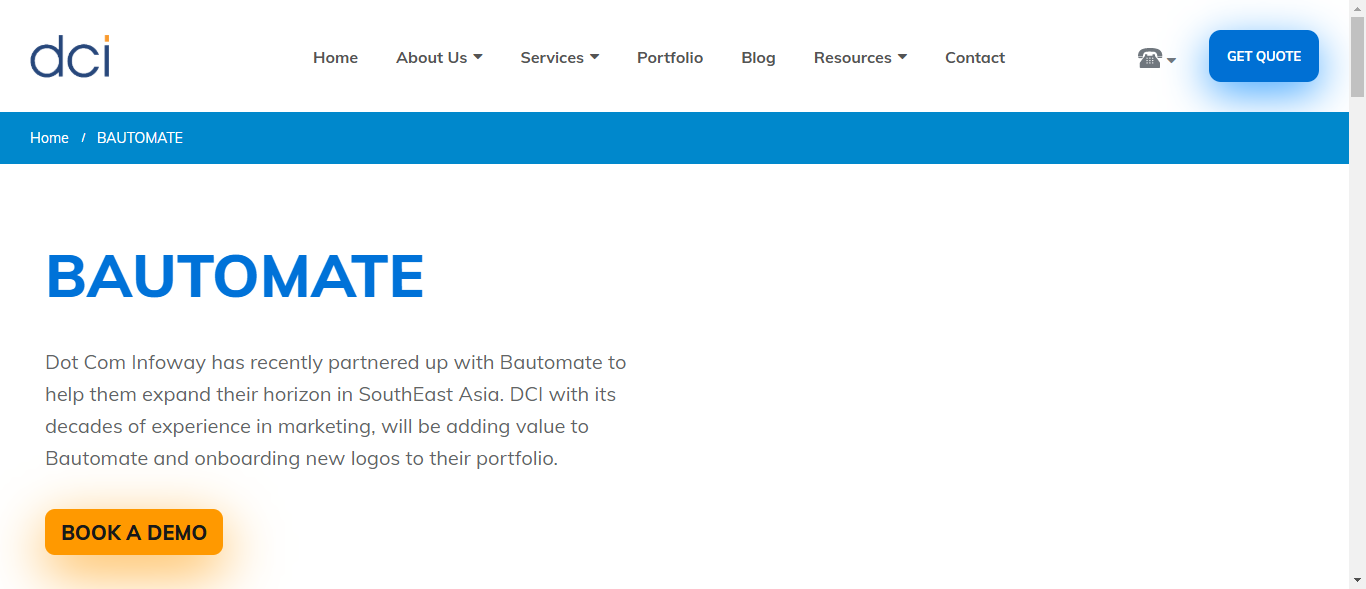 dci
Home About Us Services Portfolio Blog Resources Contact GET QUOTE
Home / BAUTOMATE
BAUTOMATE
Dot Com Infoway has recently partnered up with Bautomate to
help them expand their horizon in SouthEast Asia. DCI with its
decades of experience in marketing, will be adding value to
Bautomate and onboarding new logos to their portfolio.
BOOK A DEMO